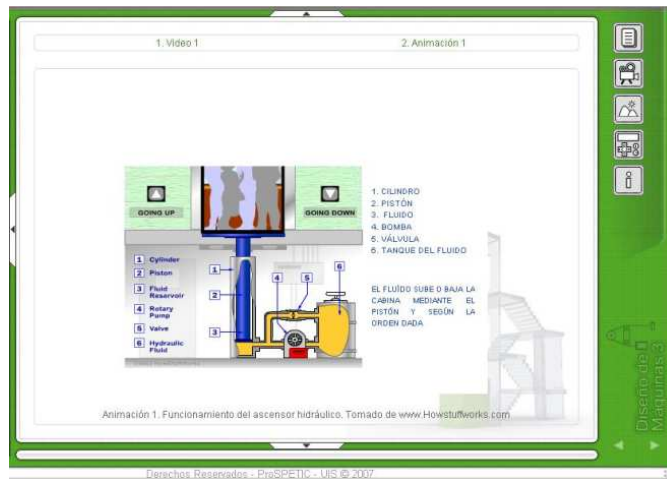 1. Video 1
2. Animación 1
GOING UP
GOING DOWN
1 Cylinder
2 Piston
3 Fluid
Reservoir
4 Rotary
Pump
5 Valve
6 Hydraulic
Fluid
1
2
3
4
5
6
1. CILINDRO
2. PISTÓN
3. FLUIDO
4. BOMBA
5. VÁLVULA
6. TANQUE DEL FLUIDO
EL FLUÍDO SUBE O BAJA LA
CABINA MEDIANTE EL
PISTÓN Y SEGÚN LA
ORDEN DADA
Animación 1. Funcionamiento del ascensor hidráulico. Tomado de www.Howstuffworks.com
Diseño de
Máquinas 3
Derechos Reservados - ProSPETIC - UIS © 2007